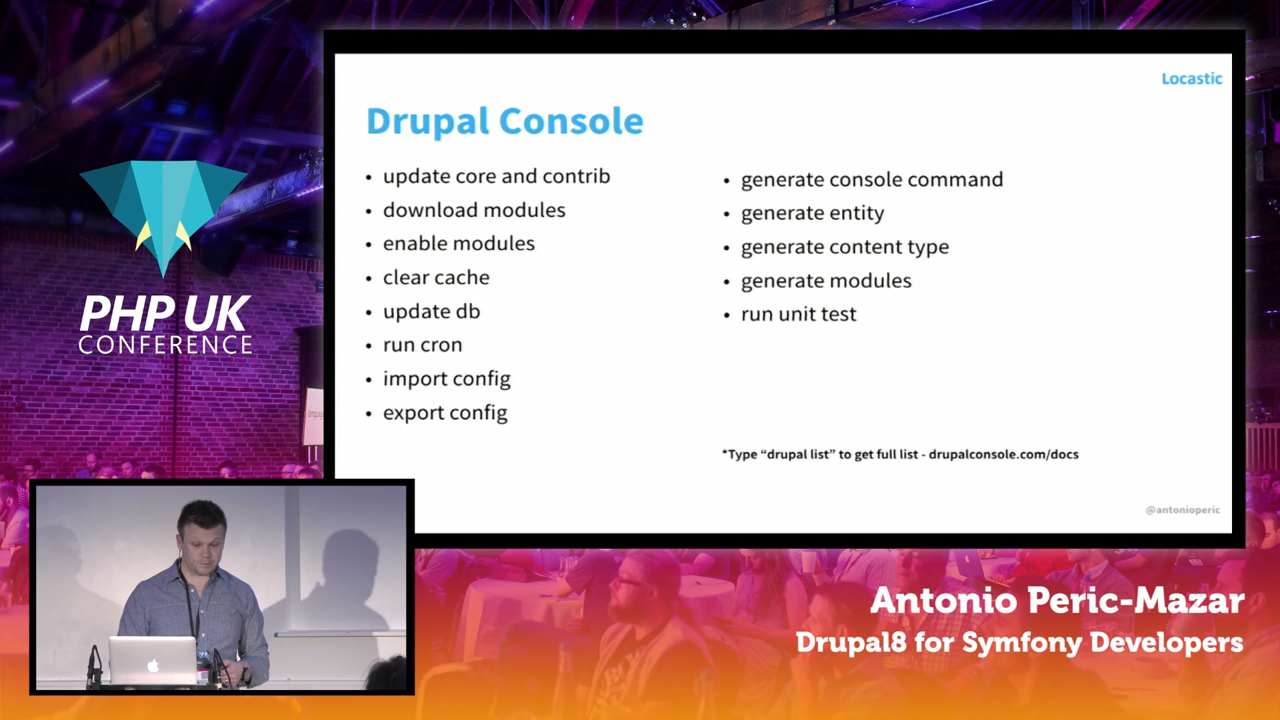 Locastic
Drupal Console
• update core and contrib
• download modules
• enable modules
• clear cache
• update db
• run cron
• import config
• export config
• generate console command
• generate entity
• generate content type
• generate modules
• run unit test
*Type “drupal list” to get full list - drupalconsole.com/docs
@antonioperic
PHP UK
CONFERENCE
Antonio Peric-Mazar
Drupal8 for Symfony Developers